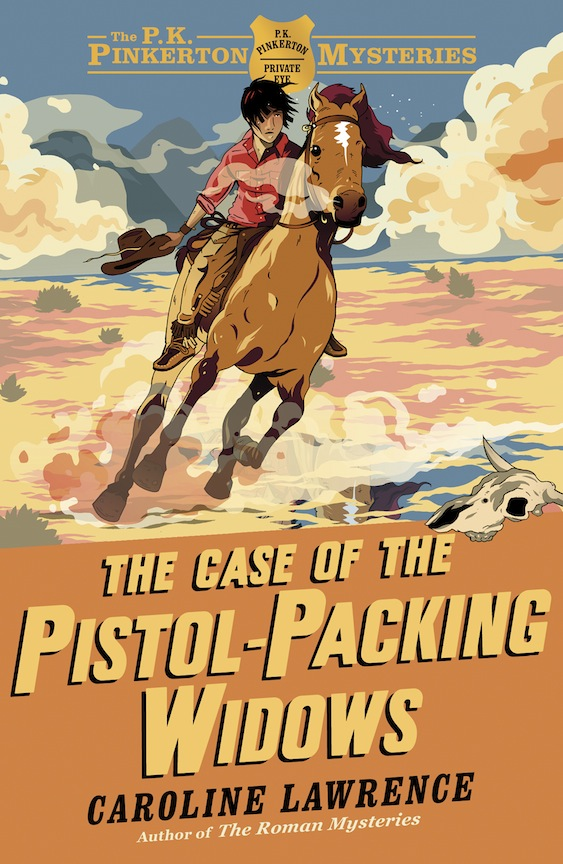 The P.K.
PINKERTON MYSTERIES
P.K.
PINKERTON
PRIVATE
EYE
THE CASE OF THE
PISTOL-PACKING
WIDOWS
CAROLINE LAWRENCE
Author of The Roman Mysteries